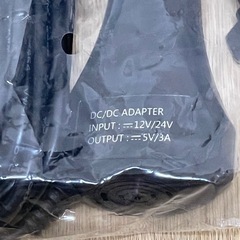 DC/DC ADAPTER
INPUT : ⎓12V/24V
OUTPUT : ⎓5V/3A